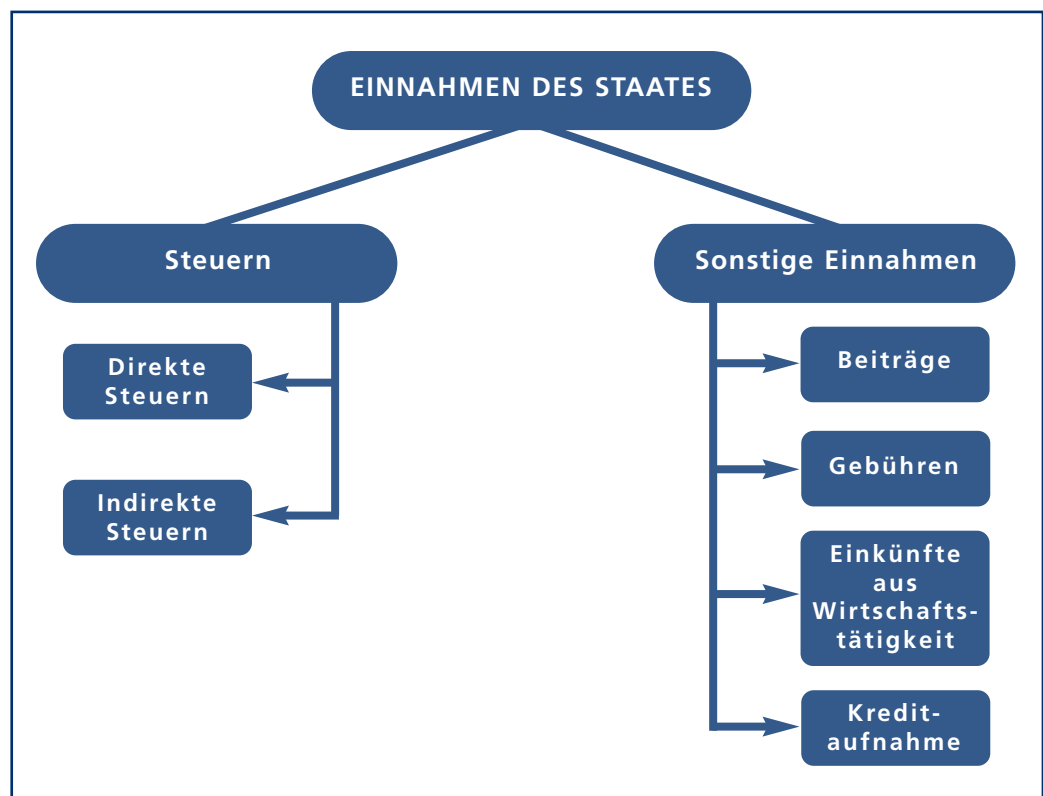 EINNAHMEN DES STAATES
Steuern
Direkte
Steuern
Indirekte
Steuern
Sonstige Einnahmen
Beiträge
Gebühren
Einkünfte
aus
Wirtschafts-
tätigkeit
Kredit-
aufnahme